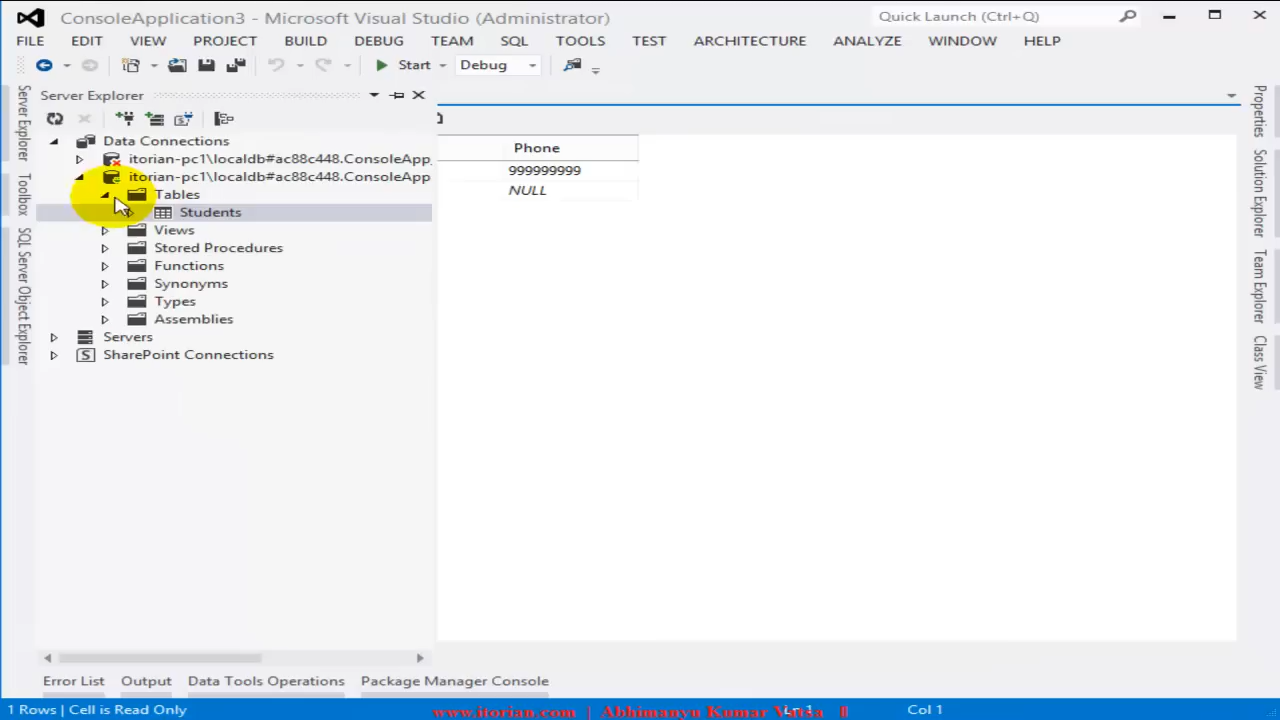 ConsoleApplication3 - Microsoft Visual Studio (Administrator)
Quick Launch (Ctrl+Q)
FILE EDIT VIEW PROJECT BUILD DEBUG TEAM SQL TOOLS TEST ARCHITECTURE ANALYZE WINDOW HELP
Start Debug
Server Explorer
Toolbox
SQL Server Object Explorer
Server Explorer
Data Connections
itorian-pc1\localdb#ac88c448.ConsoleApp
itorian-pc1\localdb#ac88c448.ConsoleApp
Tables
Students
Views
Stored Procedures
Functions
Synonyms
Types
Assemblies
Servers
SharePoint Connections
Phone
999999999
NULL
Properties
Solution Explorer
Team Explorer
Class View
Error List Output Data Tools Operations Package Manager Console
1 Rows | Cell is Read Only Ln 1 Col 1
www.itorian.com | Abhimanyu Kumar Vatsa